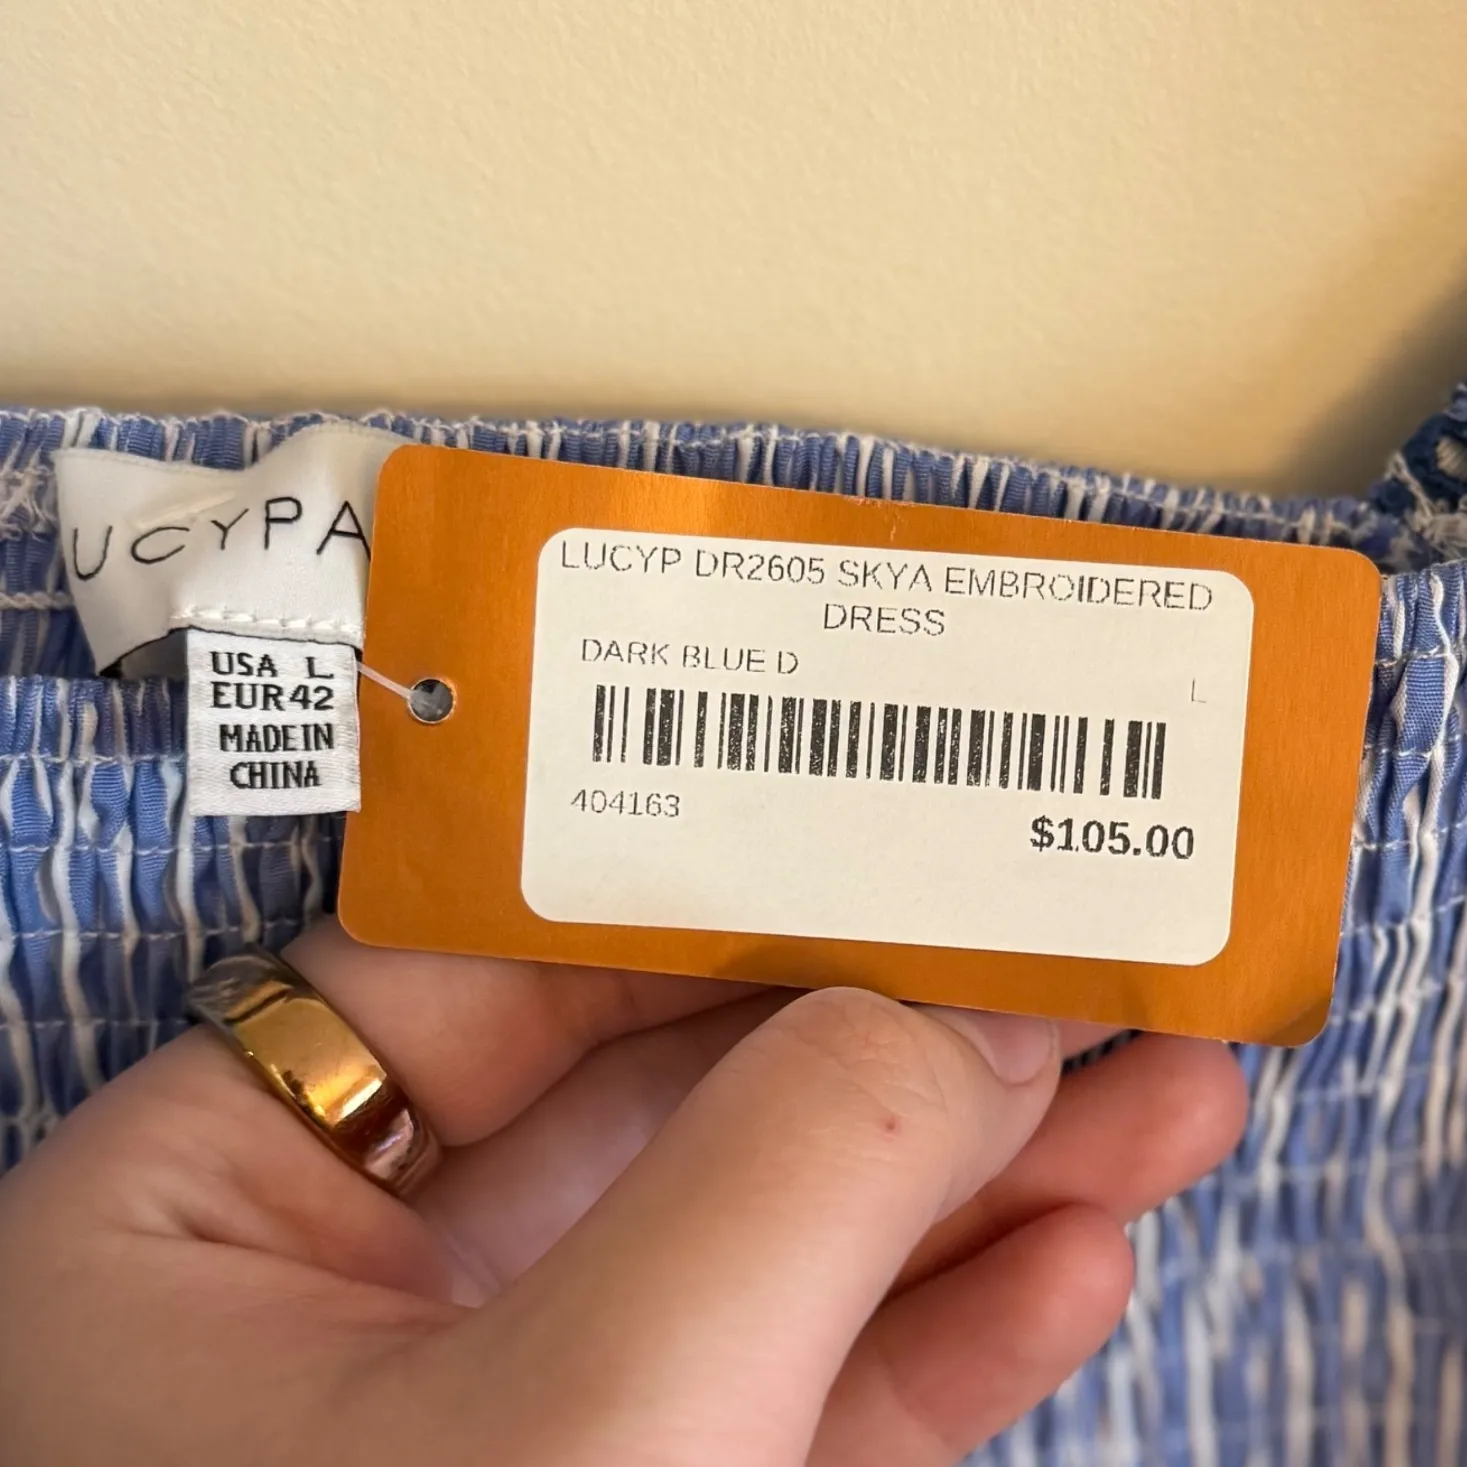 UCYPA
USA L
EUR 42
MADE IN
CHINA
LUCYP DR2605 SKYA EMBROIDERED
DRESS
DARK BLUE D
L
404163
$105.00